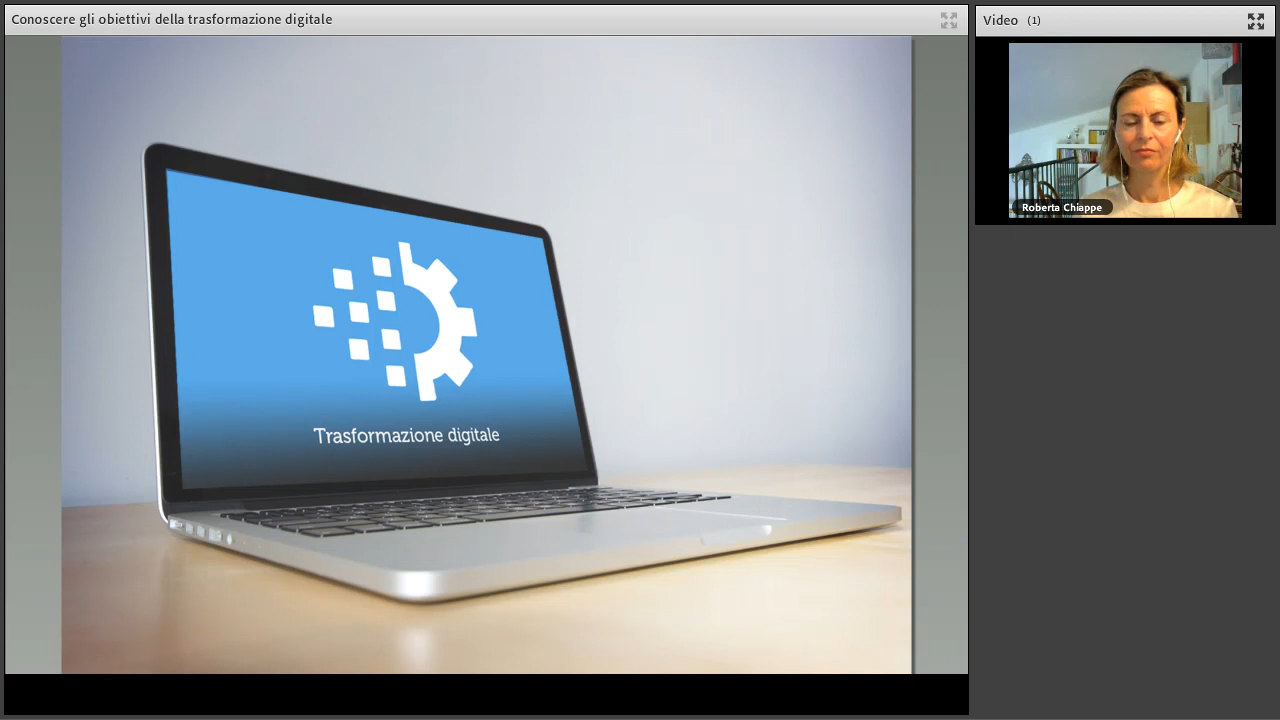 Conoscere gli obiettivi della trasformazione digitale
Video (1)
Roberta Chiappe
Trasformazione digitale